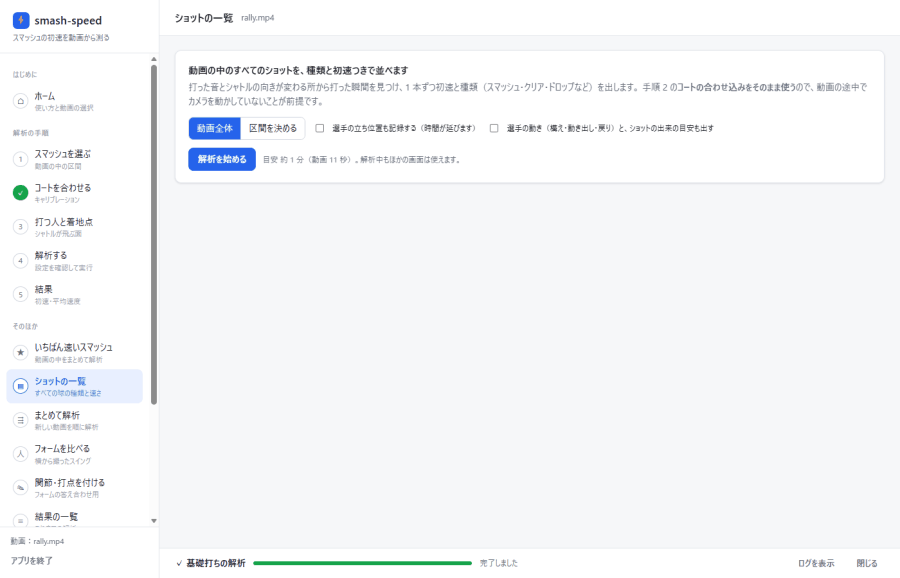 smash-speed
スマッシュの初速を動画から測る
はじめに
ホーム
使い方と動画の選択
解析の手順
1
スマッシュを選ぶ
動画の中の区間
コートを合わせる
キャリブレーション
3
打つ人と着地点
シャトルが飛ぶ面
4
解析する
設定を確認して実行
5
結果
初速・平均速度
そのほか
いちばん速いスマッシュ
動画の中をまとめて解析
ショットの一覧
すべての球の種類と速さ
まとめて解析
新しい動画を順に解析
フォームを比べる
横から撮ったスイング
関節・打点を付ける
フォームの答え合わせ用
結果の一覧
動画：rally.mp4
アプリを終了
ショットの一覧 rally.mp4
動画の中のすべてのショットを、種類と初速つきで並べます
打った音とシャトルの向きが変わる所から打った瞬間を見つけ、1 本ずつ初速と種類（スマッシュ・クリア・ドロップなど）を出します。手順 2 のコートの合わせ込みをそのまま使うので、動画の途中で
カメラを動かしていないことが前提です。
動画全体 区間を決める 選手の立ち位置も記録する（時間が延びます） 選手の動き（構え・動き出し・戻り）と、ショットの出来の目安も出す
解析を始める 目安 約 1 分（動画 11 秒）。解析中もほかの画面は使えます。
✓ 基礎打ちの解析 完了しました ログを表示 閉じる